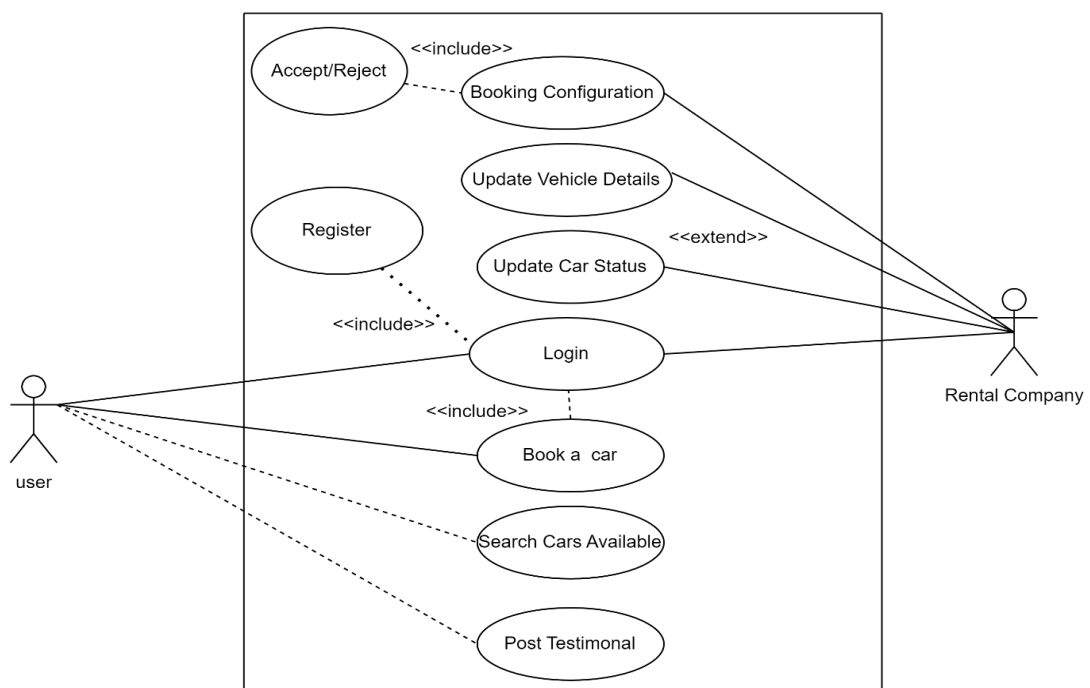 <<include>>
Accept/Reject
Booking Configuration
Update Vehicle Details
Register
<<extend>>
Update Car Status
<<include>>
Login
Rental Company
<<include>>
Book a car
user
Search Cars Available
Post Testimonal